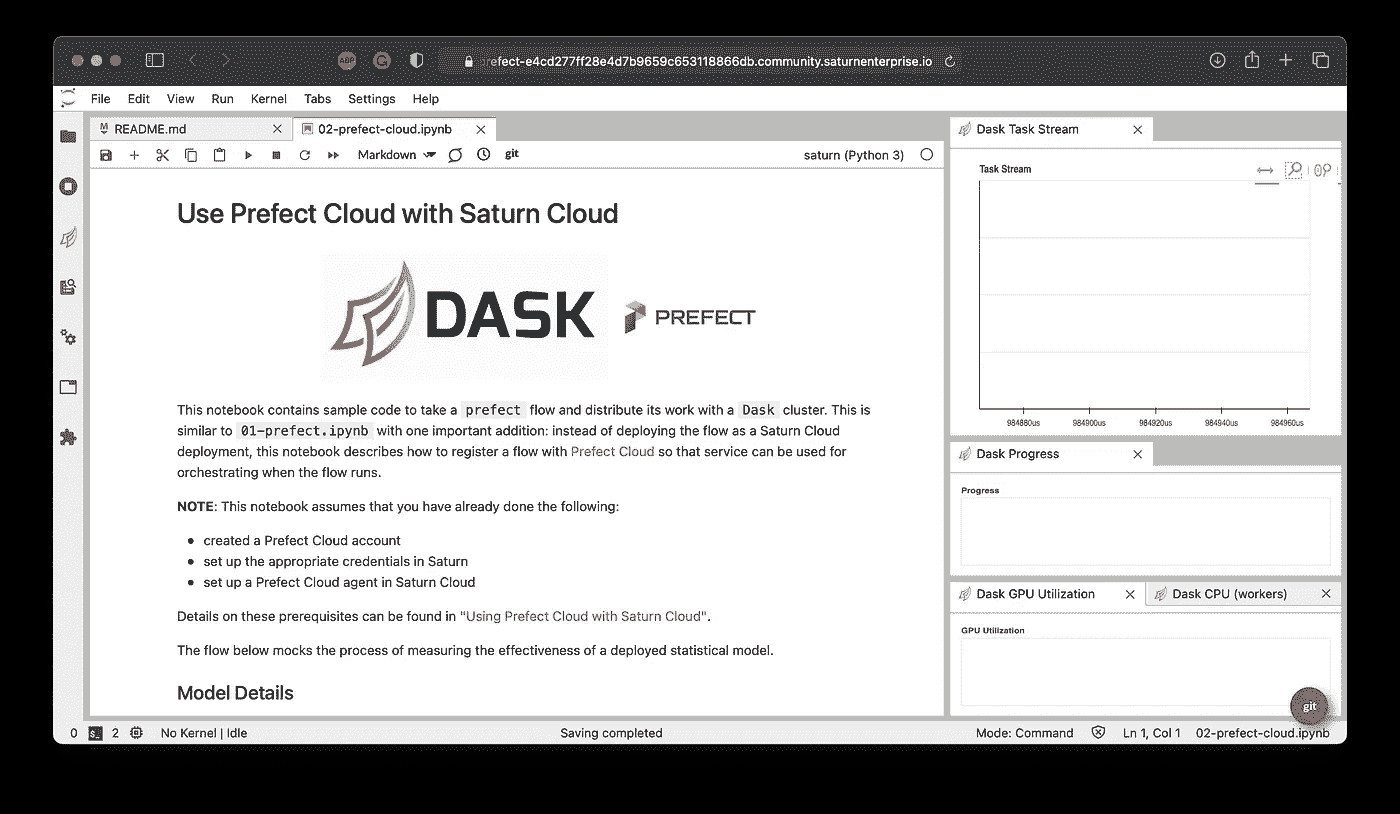 ABP
refect-e4cd277ff28e4d7b9659c653118866db.community.saturnenterprise.io
File Edit View Run Kernel Tabs Settings Help
README.md
02-prefect-cloud.ipynb
Markdown
git
saturn (Python 3)
Use Prefect Cloud with Saturn Cloud
DASK
PREFECT
This notebook contains sample code to take a prefect flow and distribute its work with a Dask cluster. This is
similar to 01-prefect.ipynb with one important addition: instead of deploying the flow as a Saturn Cloud
deployment, this notebook describes how to register a flow with Prefect Cloud so that service can be used for
orchestrating when the flow runs.
NOTE: This notebook assumes that you have already done the following:
created a Prefect Cloud account
set up the appropriate credentials in Saturn
set up a Prefect Cloud agent in Saturn Cloud
Details on these prerequisites can be found in "Using Prefect Cloud with Saturn Cloud".
The flow below mocks the process of measuring the effectiveness of a deployed statistical model.
Model Details
Dask Task Stream
Task Stream
984880us 984900us 984920us 984940us 984960us
Dask Progress
Progress
Dask GPU Utilization
Dask CPU (workers)
GPU Utilization
git
0 $_ 2 No Kernel | Idle
Saving completed
Mode: Command Ln 1, Col 1 02-prefect-cloud.ipynb